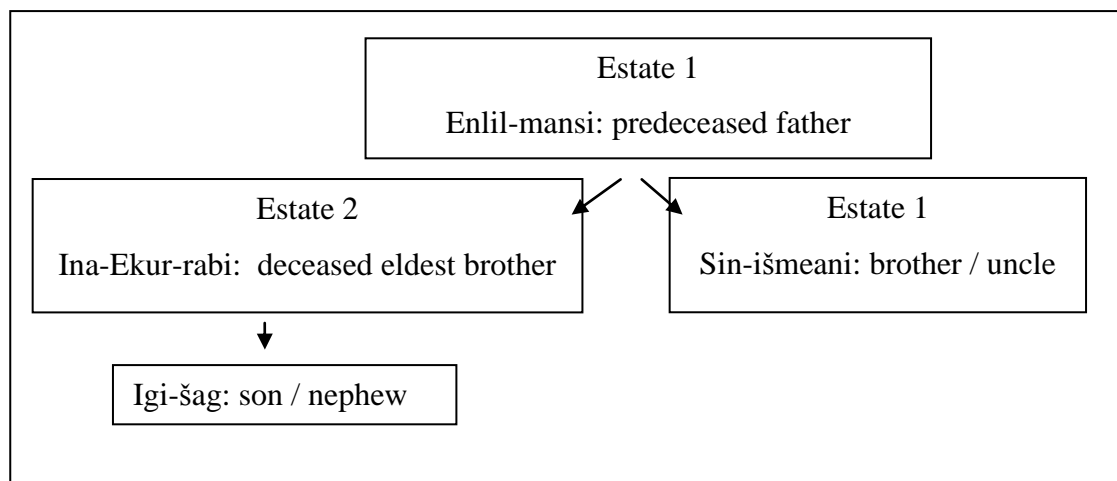 Estate 1
Enlil-mansi: predeceased father
Estate 2
Ina-Ekur-rabi:  deceased eldest brother
Estate 1
Sin-išmeani: brother / uncle
Igi-šag: son / nephew